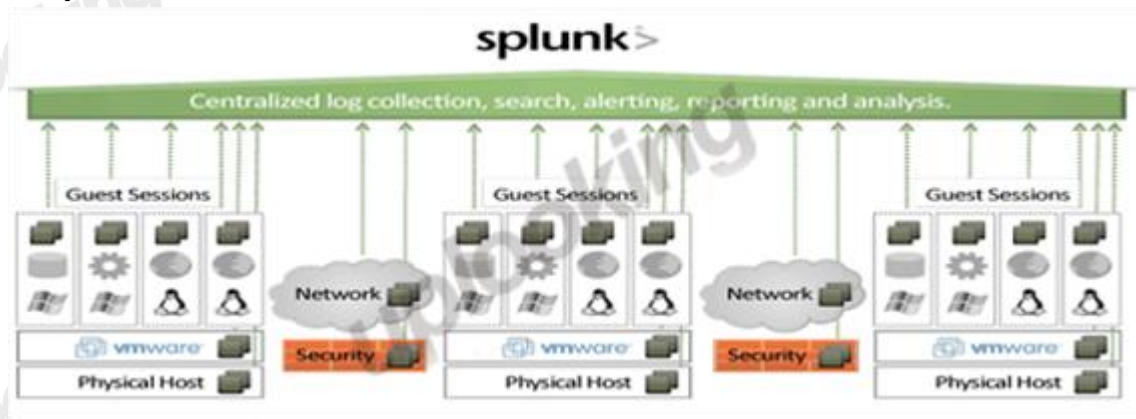 splunk>
Centralized log collection, search, alerting, reporting and analysis.
Guest Sessions
Guest Sessions
Guest Sessions
Network
Network
vmware
Security
vmware
Security
vmware
Physical Host
Physical Host
Physical Host
uplooking